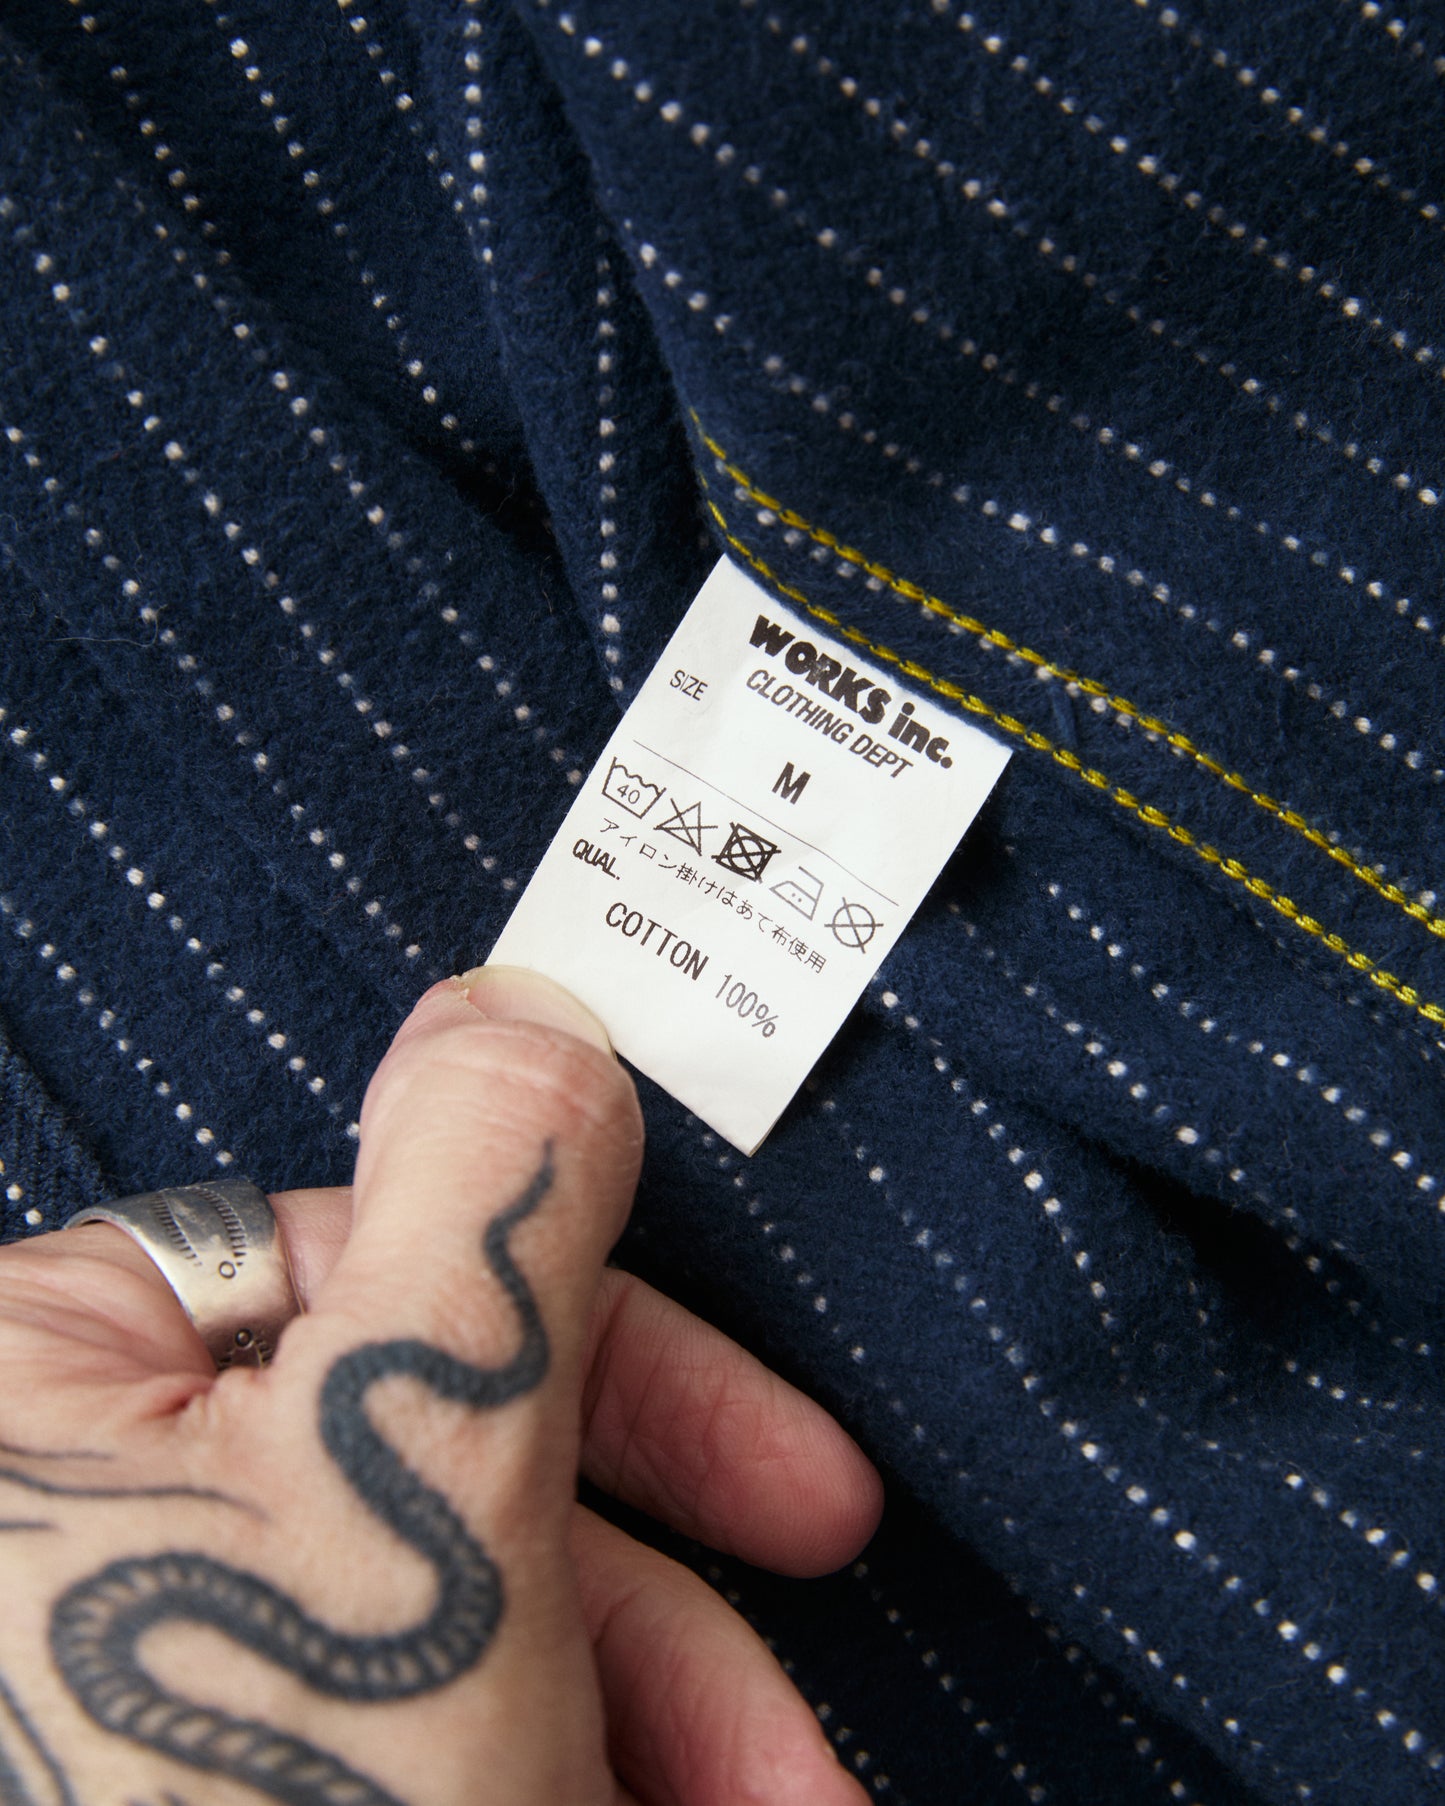 WORKS inc.
CLOTHING DEPT
SIZE
M
40
アイロン掛けはあて布使用
QUAL.
COTTON 100%